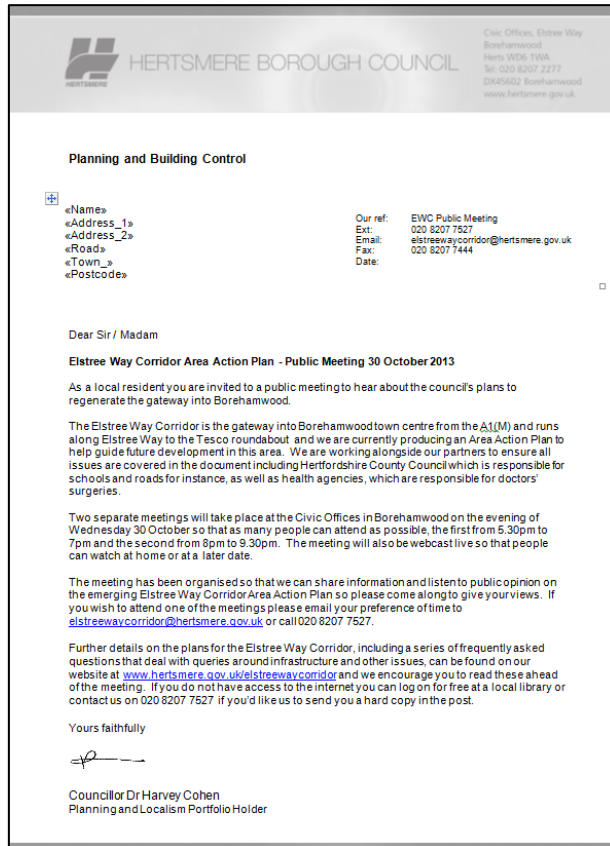 HERTSMERE
HERTSMERE BOROUGH COUNCIL
Civic Offices, Elstree Way
Borehamwood
Herts WD6 1WA
Tel: 020 8207 2277
DX45602 Borehamwood
www.hertsmere.gov.uk
Planning and Building Control
«Name»
«Address_1»
«Address_2»
«Road»
«Town_»
«Postcode»
Our ref: EWC Public Meeting
Ext: 020 8207 7527
Email: elstreewaycorridor@hertsmere.gov.uk
Fax: 020 8207 7444
Date:
Dear Sir / Madam
Elstree Way Corridor Area Action Plan - Public Meeting 30 October 2013
As a local resident you are invited to a public meeting to hear about the council's plans to
regenerate the gateway into Borehamwood.
The Elstree Way Corridor is the gateway into Borehamwood town centre from the A1(M) and runs
along Elstree Way to the Tesco roundabout and we are currently producing an Area Action Plan to
help guide future development in this area. We are working alongside our partners to ensure all
issues are covered in the document including Hertfordshire County Council which is responsible for
schools and roads for instance, as well as health agencies, which are responsible for doctors'
surgeries.
Two separate meetings will take place at the Civic Offices in Borehamwood on the evening of
Wednesday 30 October so that as many people can attend as possible, the first from 5.30pm to
7pm and the second from 8pm to 9.30pm. The meeting will also be webcast live so that people
can watch at home or at a later date.
The meeting has been organised so that we can share information and listen to public opinion on
the emerging Elstree Way Corridor Area Action Plan so please come along to give your views. If
you wish to attend one of the meetings please email your preference of time to
elstreewaycorridor@hertsmere.gov.uk or call 020 8207 7527.
Further details on the plans for the Elstree Way Corridor, including a series of frequently asked
questions that deal with queries around infrastructure and other issues, can be found on our
website at www.hertsmere.gov.uk/elstreewaycorridor and we encourage you to read these ahead
of the meeting. If you do not have access to the internet you can log on for free at a local library or
contact us on 020 8207 7527 if you'd like us to send you a hard copy in the post.
Yours faithfully
Councillor Dr Harvey Cohen
Planning and Localism Portfolio Holder